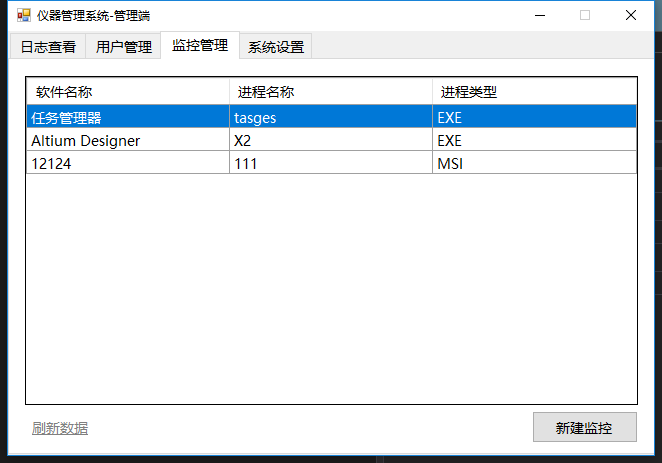 仪器管理系统-管理端
日志查看 用户管理 监控管理 系统设置
软件名称 进程名称 进程类型
任务管理器 tasges EXE
Altium Designer X2 EXE
12124 111 MSI
刷新数据 新建监控